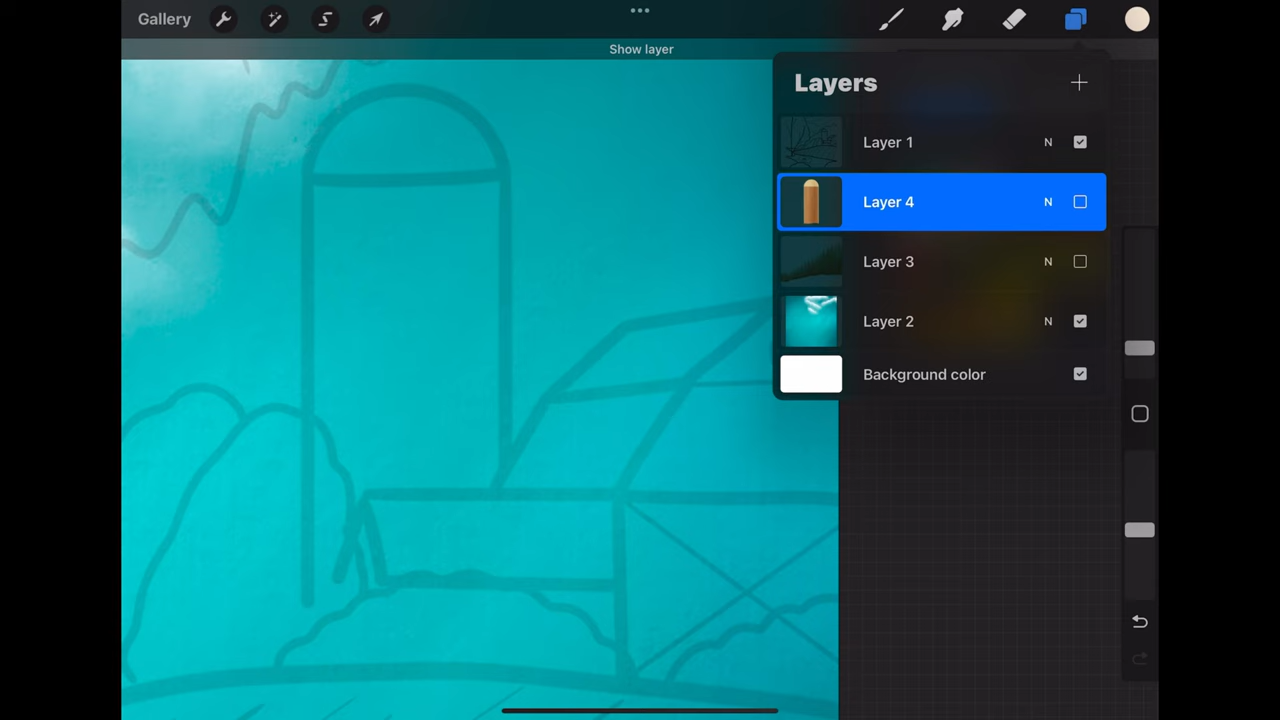 Gallery
Show layer
Layers
Layer 1 N
Layer 4 N
Layer 3 N
Layer 2 N
Background color